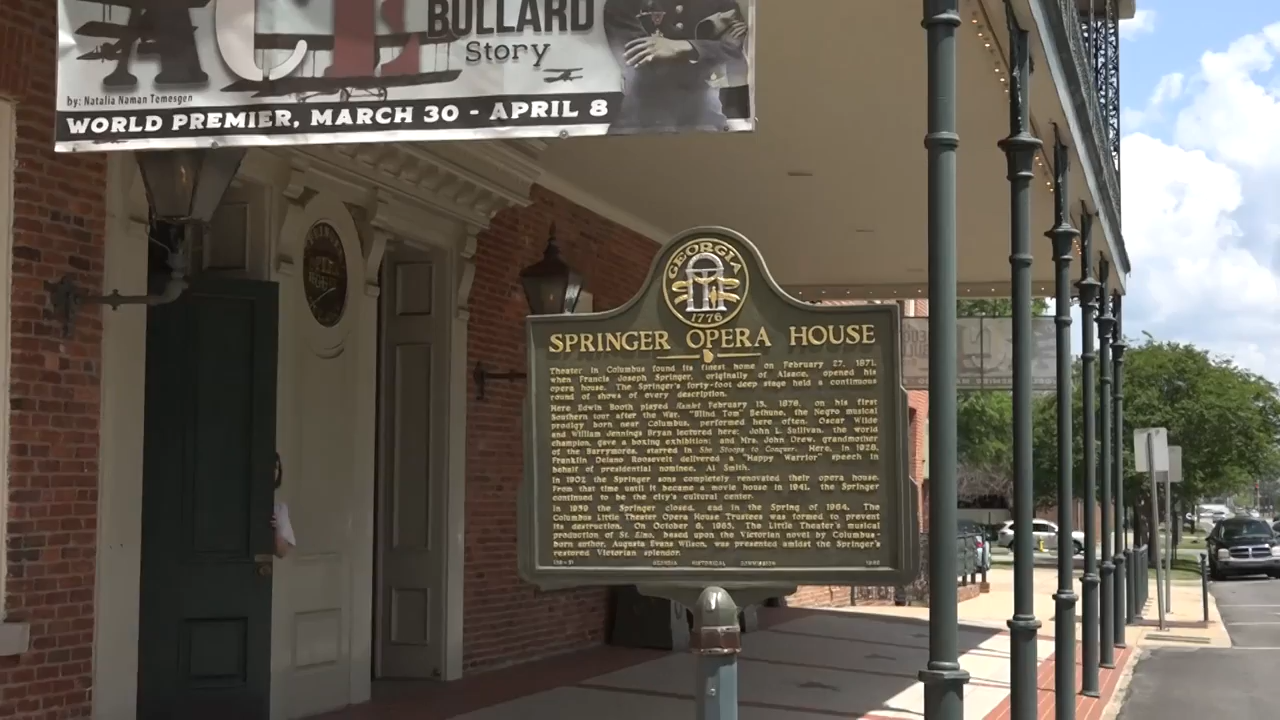 BULLARD
Story
by: Natalia Naman Temesgen
WORLD PREMIER, MARCH 30 - APRIL 8
GEORGIA
1776
SPRINGER OPERA HOUSE
Theater in Columbus found its finest home on February 27, 1871,
when Francis Joseph Springer, originally of Alsace, opened his
opera house. The Springer's forty-foot deep stage held a continous
round of shows of every description.
Here Edwin Booth played Hamlet February 15, 1876, on his first
Southern tour after the War. "Blind Tom" Bethune, the Negro musical
prodigy born near Columbus, performed here often. Oscar Wilde
and William Jennings Bryan lectured here; John L. Sullivan, the world
champion, gave a boxing exhibition; and Mrs. John Drew, grandmother
of the Barrymores, starred in She Stoops to Conquer. Here, in 1928,
Franklin Delano Roosevelt delivered a "Happy Warrior" speech in
behalf of presidential nominee, Al Smith.
In 1902 the Springer sons completely renovated their opera house.
From that time until it became a movie house in 1941, the Springer
continued to be the city's cultural center.
In 1959 the Springer closed, and in the Spring of 1964, The
Columbus Little Theater Opera House Trustees was formed to prevent
its destruction. On October 6, 1965, The Little Theater's musical
production of St. Elmo, based upon the Victorian novel by Columbus-
born author, Augusta Evans Wilson, was presented amidst the Springer's
restored Victorian splendor.
GEORGIA HISTORICAL COMMISSION